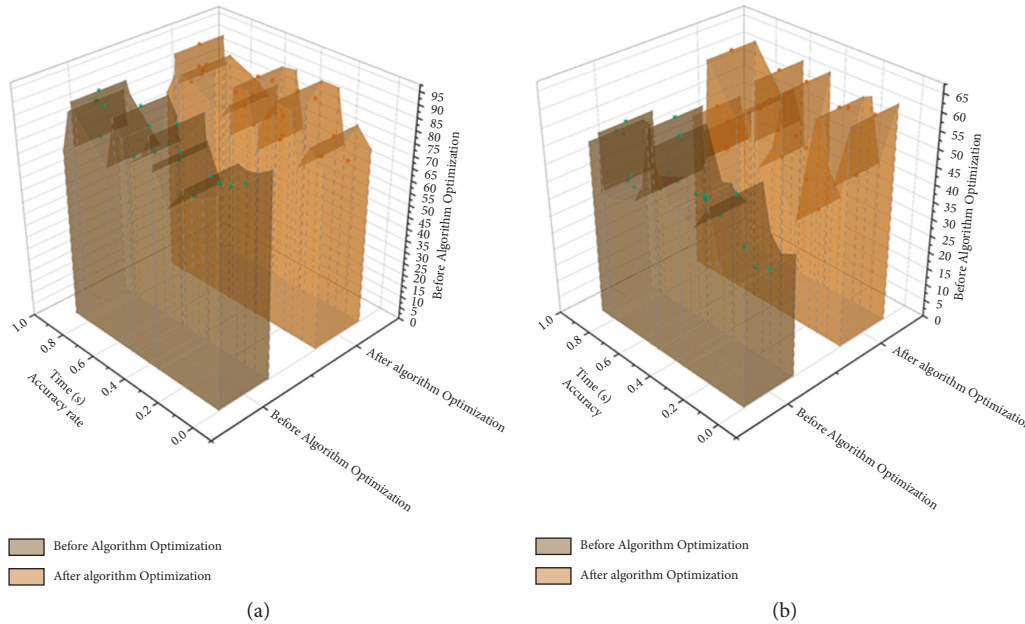 95
90
85
80
75
70
65
60
55
50
45
40
35
30
25
20
15
10
5
0
Before Algorithm Optimization
1.0
0.8
0.6
0.4
0.2
0.0
Time (s)
Accuracy rate
After algorithm Optimization
Before Algorithm Optimization
Before Algorithm Optimization
After algorithm Optimization
(a)
65
60
55
50
45
40
35
30
25
20
15
10
5
0
Before Algorithm Optimization
1.0
0.8
0.6
0.4
0.2
0.0
Time (s)
Accuracy
After algorithm Optimization
Before Algorithm Optimization
Before Algorithm Optimization
After algorithm Optimization
(b)